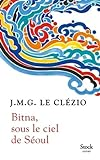 J.M.G. LE CLÉZIO
Bitna,
sous le ciel
de Séoul
Stock